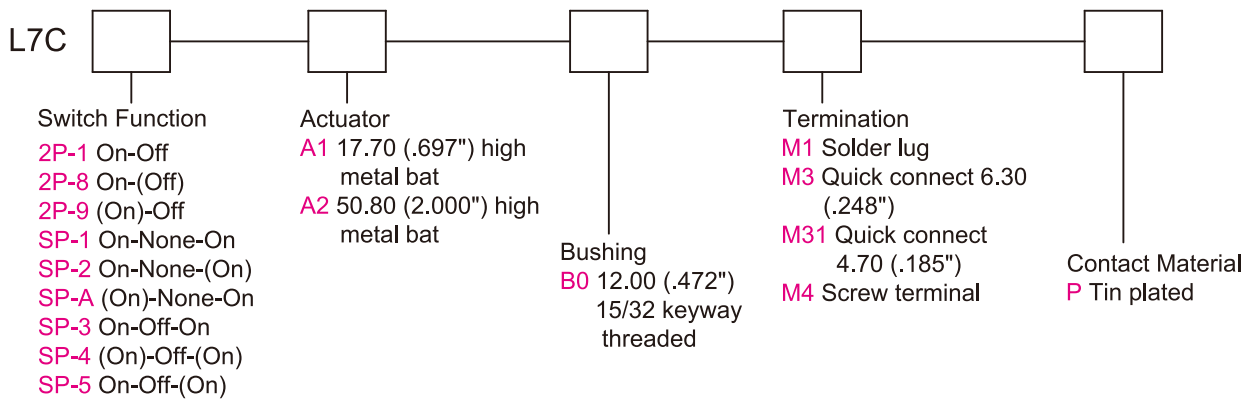 L7C
Switch Function
2P-1 On-Off
2P-8 On-(Off)
2P-9 (On)-Off
SP-1 On-None-On
SP-2 On-None-(On)
SP-A (On)-None-On
SP-3 On-Off-On
SP-4 (On)-Off-(On)
SP-5 On-Off-(On)
Actuator
A1 17.70 (.697") high
metal bat
A2 50.80 (2.000") high
metal bat
Bushing
B0 12.00 (.472")
15/32 keyway
threaded
Termination
M1 Solder lug
M3 Quick connect 6.30
(.248")
M31 Quick connect
4.70 (.185")
M4 Screw terminal
Contact Material
P Tin plated